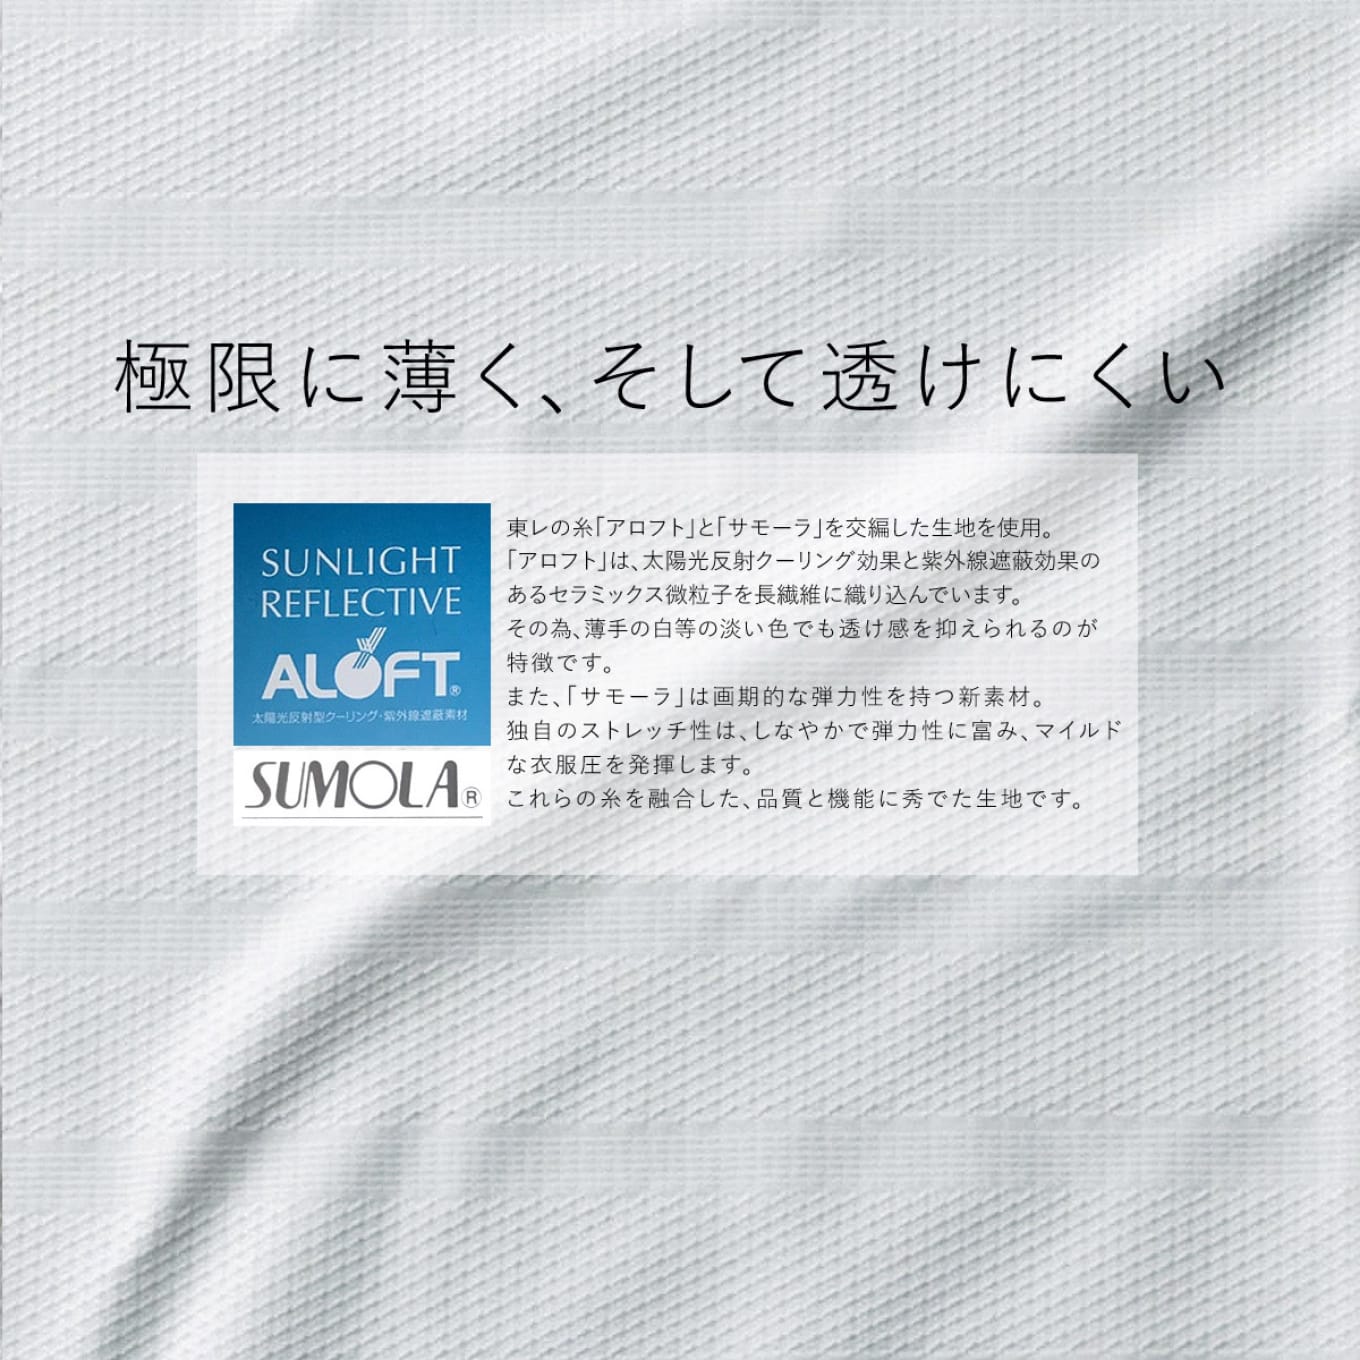 極限に薄く、そして透けにくい
SUNLIGHT
REFLECTIVE
ALOFT®
太陽光反射型クーリング・紫外線遮蔽素材
SUMOLA®
東レの糸「アロフト」と「サモーラ」を交編した生地を使用。
「アロフト」は、太陽光反射クーリング効果と紫外線遮蔽効果の
あるセラミックス微粒子を長繊維に織り込んでいます。
その為、薄手の白等の淡い色でも透け感を抑えられるのが
特徴です。
また、「サモーラ」は画期的な弾力性を持つ新素材。
独自のストレッチ性は、しなやかで弾力性に富み、マイルド
な衣服圧を発揮します。
これらの糸を融合した、品質と機能に秀でた生地です。